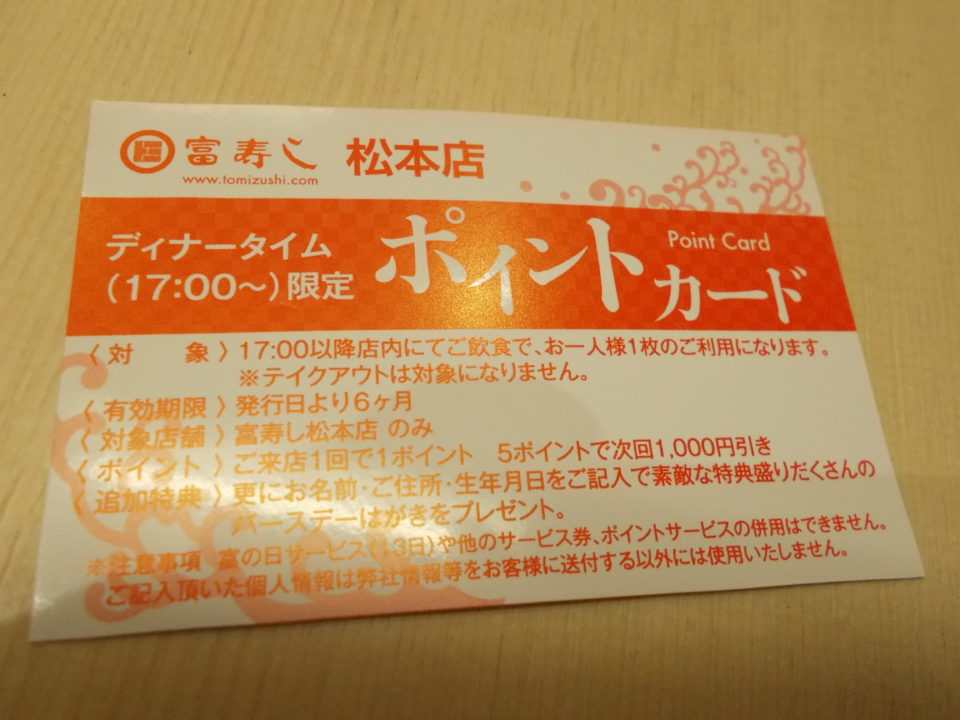 富寿し 松本店
www.tomizushi.com
ディナータイム
(17:00〜)限定
ポイント
カード
Point Card
〈対　象〉17:00以降店内にてご飲食で、お一人様1枚のご利用になります。
※テイクアウトは対象になりません。
〈有効期限〉発行日より6ヶ月
〈対象店舗〉富寿し松本店 のみ
〈ポイント〉ご来店1回で1ポイント　5ポイントで次回1,000円引き
〈追加特典〉更にお名前・ご住所・生年月日をご記入で素敵な特典盛りだくさんの
バースデーはがきをプレゼント。
※注意事項 富の日サービス(13日)や他のサービス券、ポイントサービスの併用はできません。
ご記入頂いた個人情報は弊社情報等をお客様に送付する以外には使用いたしません。